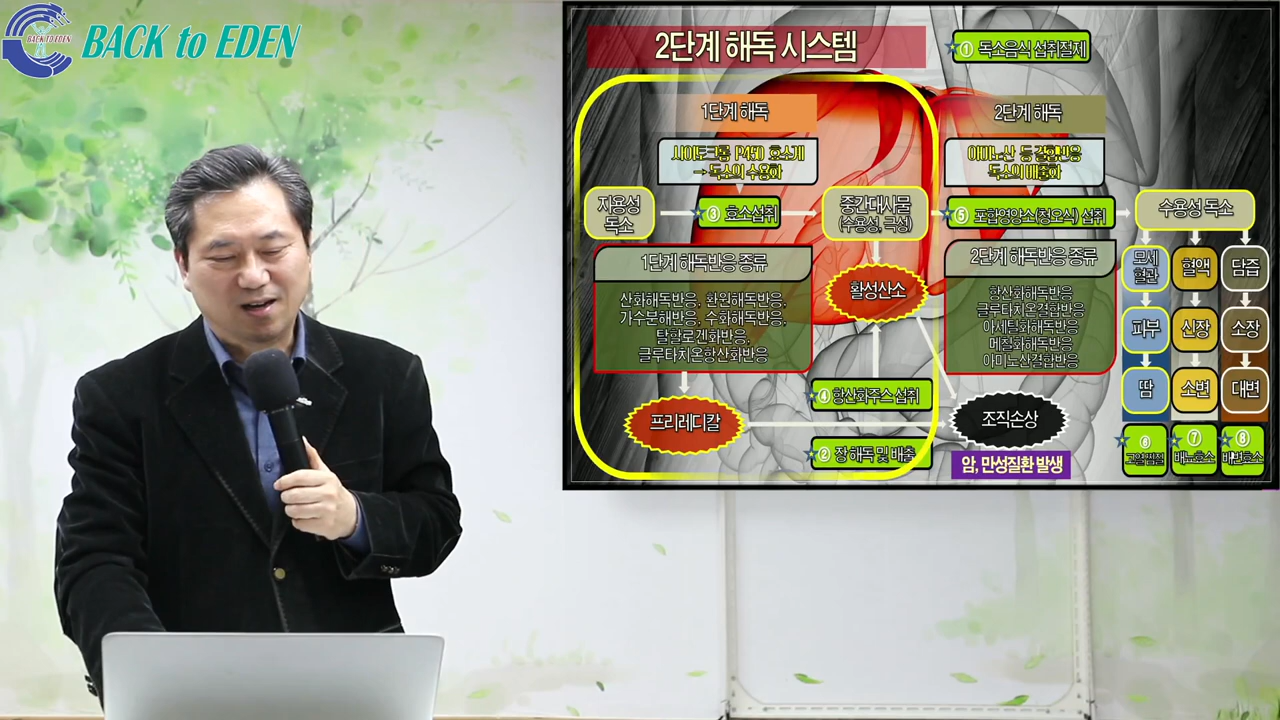 BACK TO EDEN
BACK to EDEN
2단계 해독 시스템
① 독소음식 섭취절제
1단계 해독
2단계 해독
사이토크롬 P450 효소계
→ 독소의 수용화
아미노산 등 결합반응
독소의 배출화
지용성
독소
③ 효소섭취
중간대사물
(수용성, 극성)
⑤ 포합영양소(청오식) 섭취
수용성 독소
1단계 해독반응 종류
산화해독반응, 환원해독반응,
가수분해반응, 수화해독반응,
탈할로겐화반응,
글루타치온항산화반응
활성산소
2단계 해독반응 종류
항산화해독반응
글루타치온결합반응
아세틸화해독반응
메칠화해독반응
아미노산결합반응
모세
혈관
혈액
담즙
피부
신장
소장
땀
소변
대변
④ 항산화주스 섭취
프리레디칼
조직손상
② 장 해독 및 배출
암, 만성질환 발생
⑥
고열찜질
⑦
배뇨효소
⑧
배변효소